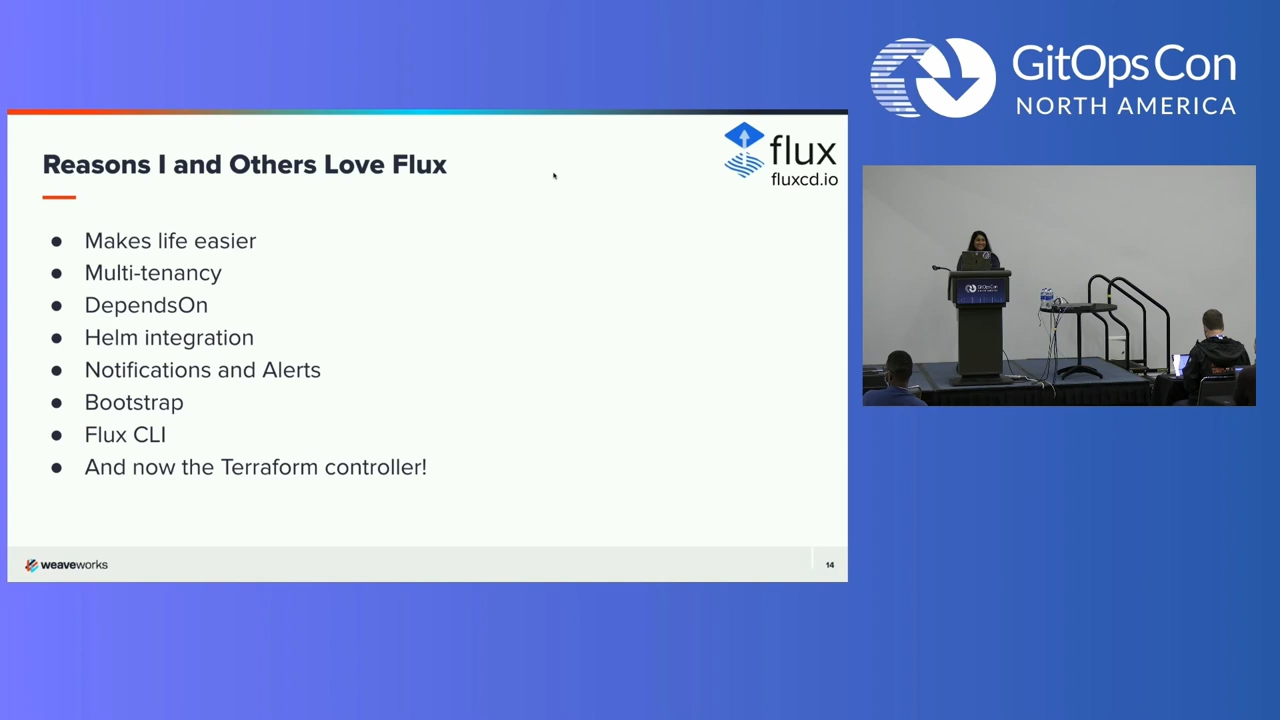 GitOpsCon
NORTH AMERICA
Reasons I and Others Love Flux
flux
fluxcd.io
● Makes life easier
● Multi-tenancy
● DependsOn
● Helm integration
● Notifications and Alerts
● Bootstrap
● Flux CLI
● And now the Terraform controller!
weaveworks
14
GitOpsCon